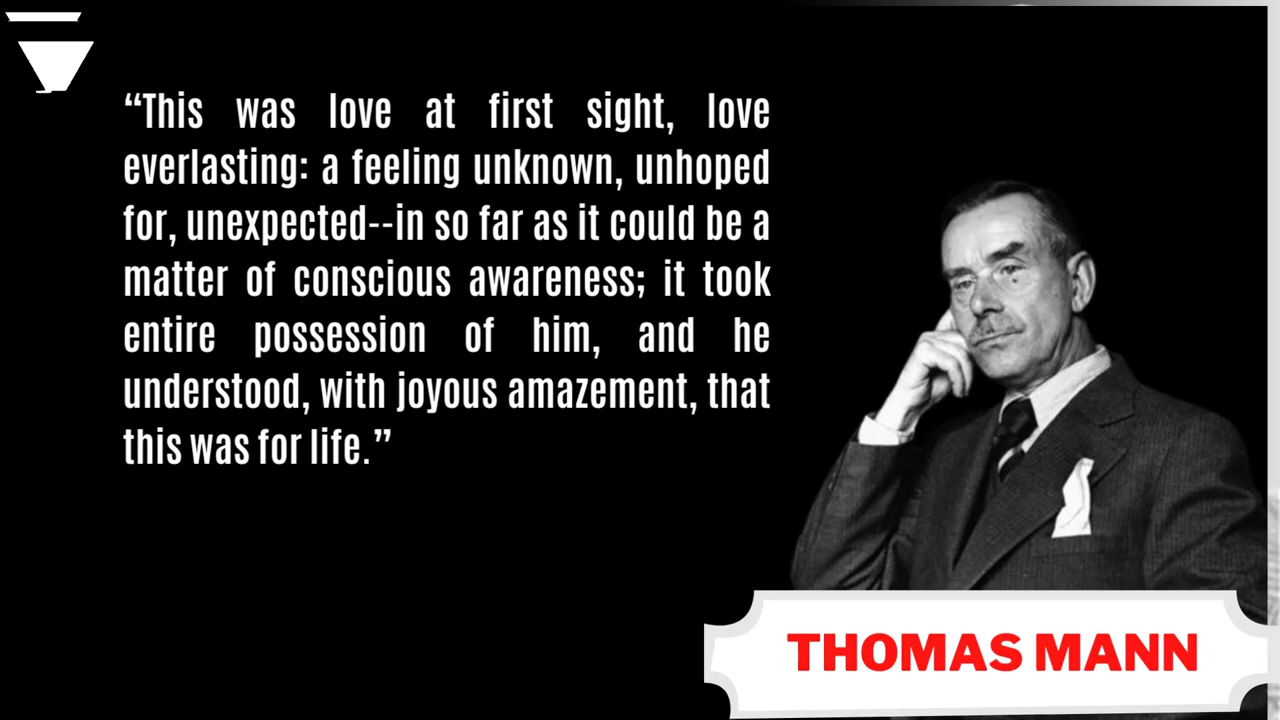 “This was love at first sight, love
everlasting: a feeling unknown, unhoped
for, unexpected--in so far as it could be a
matter of conscious awareness; it took
entire possession of him, and he
understood, with joyous amazement, that
this was for life.”
THOMAS MANN